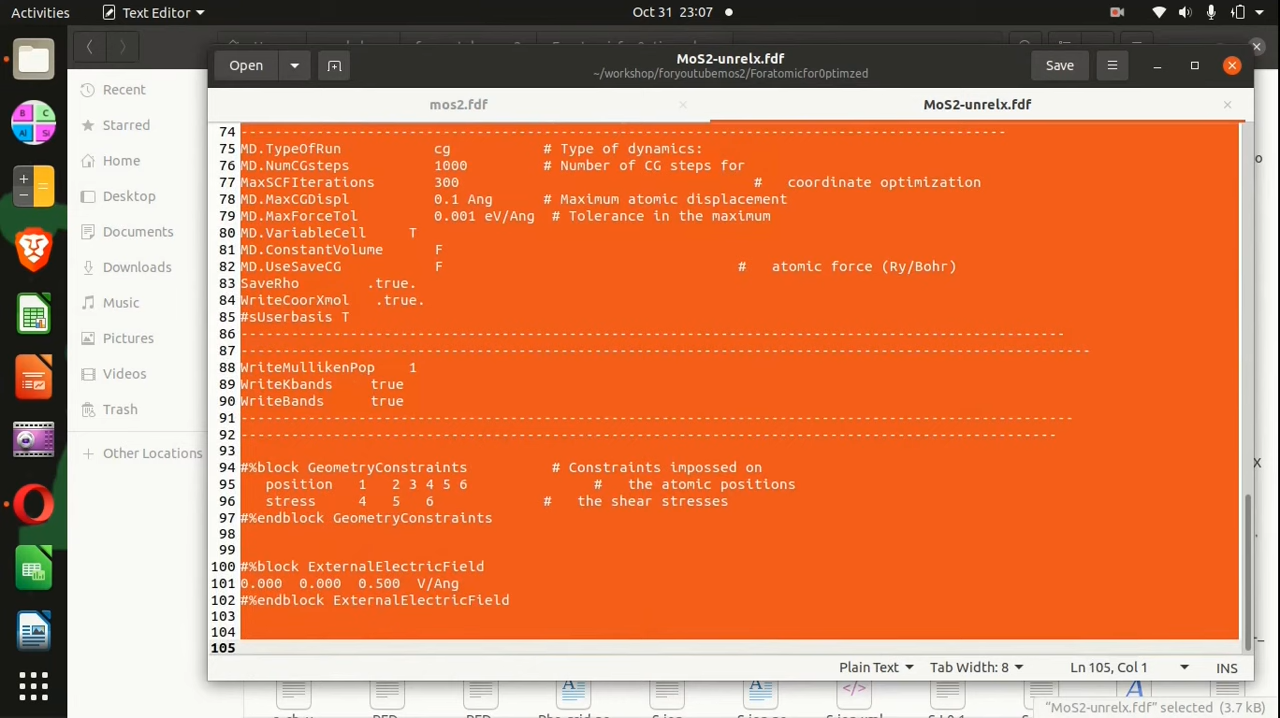 Activities
Text Editor
Oct 31 23:07
Open
MoS2-unrelx.fdf
~/workshop/foryoutubemos2/Foratomicfor0ptimzed
Save
mos2.fdf
MoS2-unrelx.fdf
Recent
Starred
Home
Desktop
Documents
Downloads
Music
Pictures
Videos
Trash
Other Locations
74 -------------------------------------------------------------------------------------------
75 MD.TypeOfRun cg # Type of dynamics:
76 MD.NumCGsteps 1000 # Number of CG steps for
77 MaxSCFIterations 300 # coordinate optimization
78 MD.MaxCGDispl 0.1 Ang # Maximum atomic displacement
79 MD.MaxForceTol 0.001 eV/Ang # Tolerance in the maximum
80 MD.VariableCell T
81 MD.ConstantVolume F
82 MD.UseSaveCG F # atomic force (Ry/Bohr)
83 SaveRho .true.
84 WriteCoorXmol .true.
85 #sUserbasis T
86 --------------------------------------------------------------------------------------------------
87 -----------------------------------------------------------------------------------------------------
88 WriteMullikenPop 1
89 WriteKbands true
90 WriteBands true
91 ---------------------------------------------------------------------------------------------------
92 -------------------------------------------------------------------------------------------------
93
94 #%block GeometryConstraints # Constraints impossed on
95 position 1 2 3 4 5 6 # the atomic positions
96 stress 4 5 6 # the shear stresses
97 #%endblock GeometryConstraints
98
99
100 #%block ExternalElectricField
101 0.000 0.000 0.500 V/Ang
102 #%endblock ExternalElectricField
103
104
105
Plain Text
Tab Width: 8
Ln 105, Col 1
INS
“MoS2-unrelx.fdf” selected (3.7 kB)